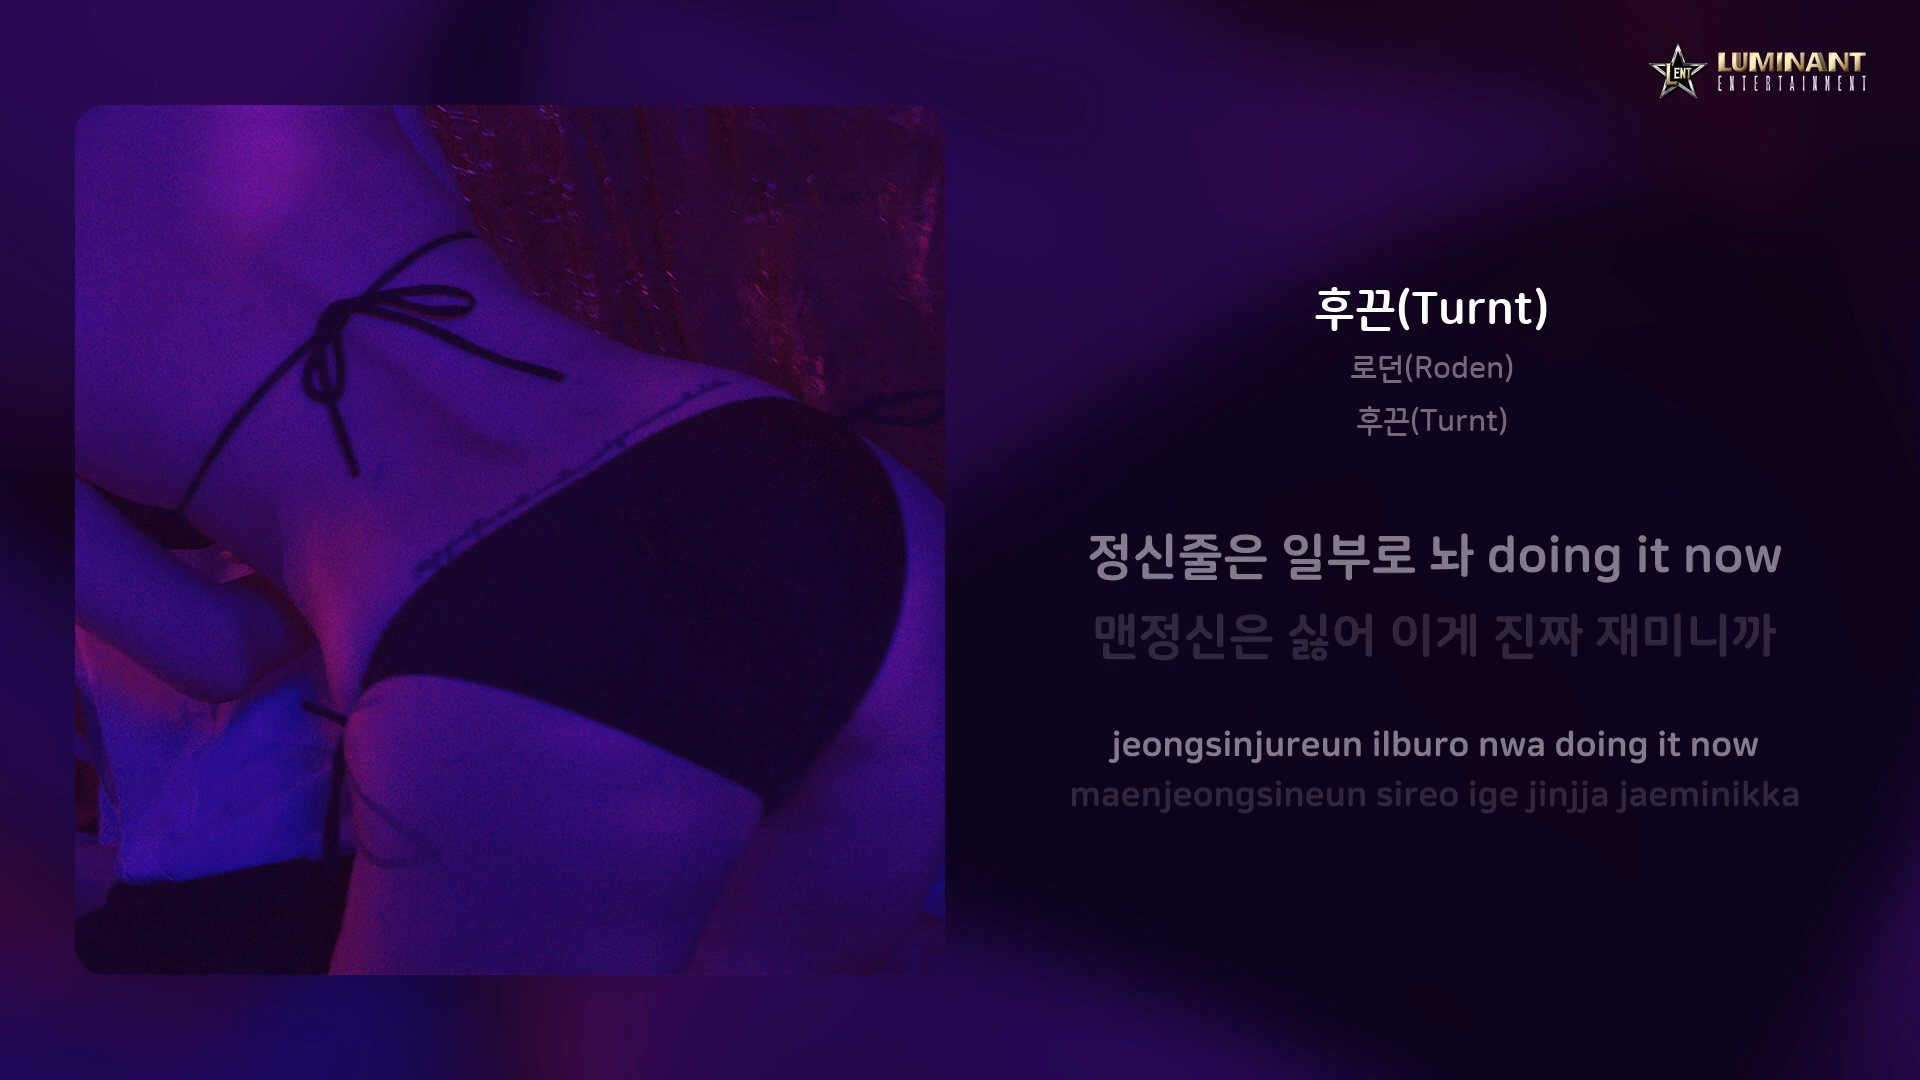 LENT
LUMINANT
ENTERTAINMENT
후끈(Turnt)
로던(Roden)
후끈(Turnt)
정신줄은 일부로 놔 doing it now
맨정신은 싫어 이게 진짜 재미니까
jeongsinjureun ilburo nwa doing it now
maenjeongsineun sireo ige jinjja jaeminikka